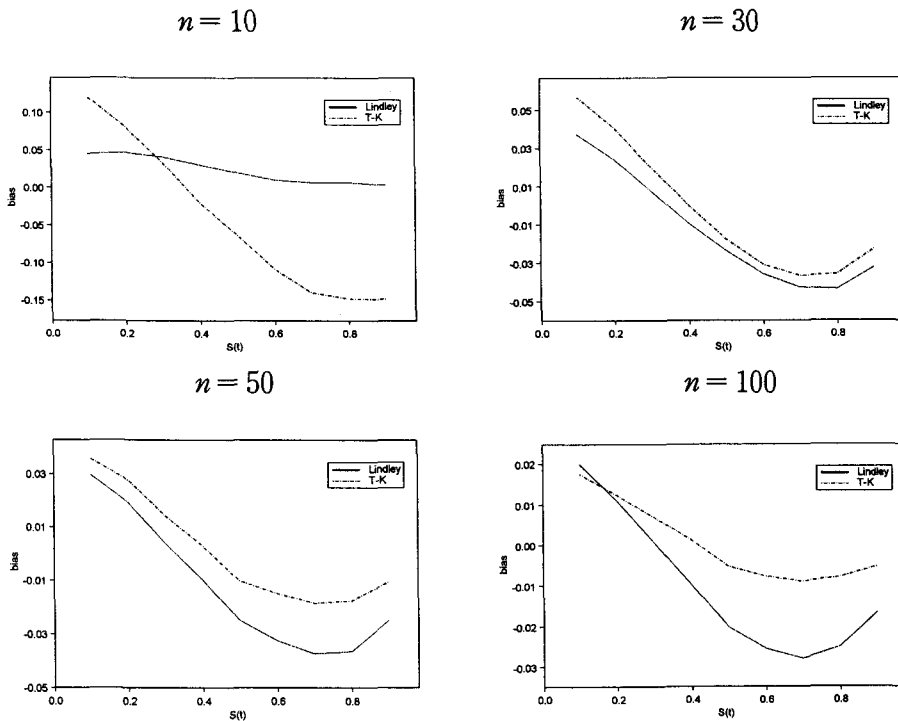 n = 10
0.10
0.05
0.00
-0.05
-0.10
-0.15
bias
Lindley
T-K
0.0
0.2
0.4
0.6
0.8
S(t)
n = 30
0.05
0.03
0.01
-0.01
-0.03
-0.05
bias
Lindley
T-K
0.0
0.2
0.4
0.6
0.8
S(t)
n = 50
0.03
0.01
-0.01
-0.03
-0.05
bias
Lindley
T-K
0.0
0.2
0.4
0.6
0.8
S(t)
n = 100
0.02
0.01
0.00
-0.01
-0.02
-0.03
bias
Lindley
T-K
0.0
0.2
0.4
0.6
0.8
S(t)